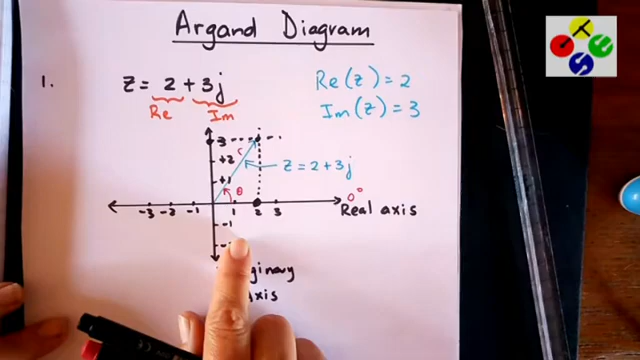 Argand Diagram
1.
z = 2 + 3j
Re
Im
Re(z) = 2
Im(z) = 3
3
+2
+1
r
z = 2 + 3j
θ
0°
-3 -2 -1 1 2 3
Real axis
-1
axis